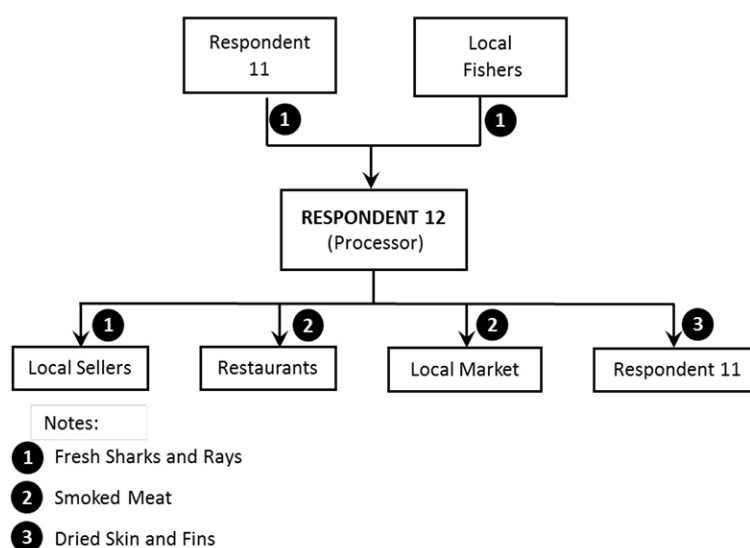 Respondent
11
Local
Fishers
1
1
RESPONDENT 12
(Processor)
1
2
2
3
Local Sellers
Restaurants
Local Market
Respondent 11
Notes:
1 Fresh Sharks and Rays
2 Smoked Meat
3 Dried Skin and Fins